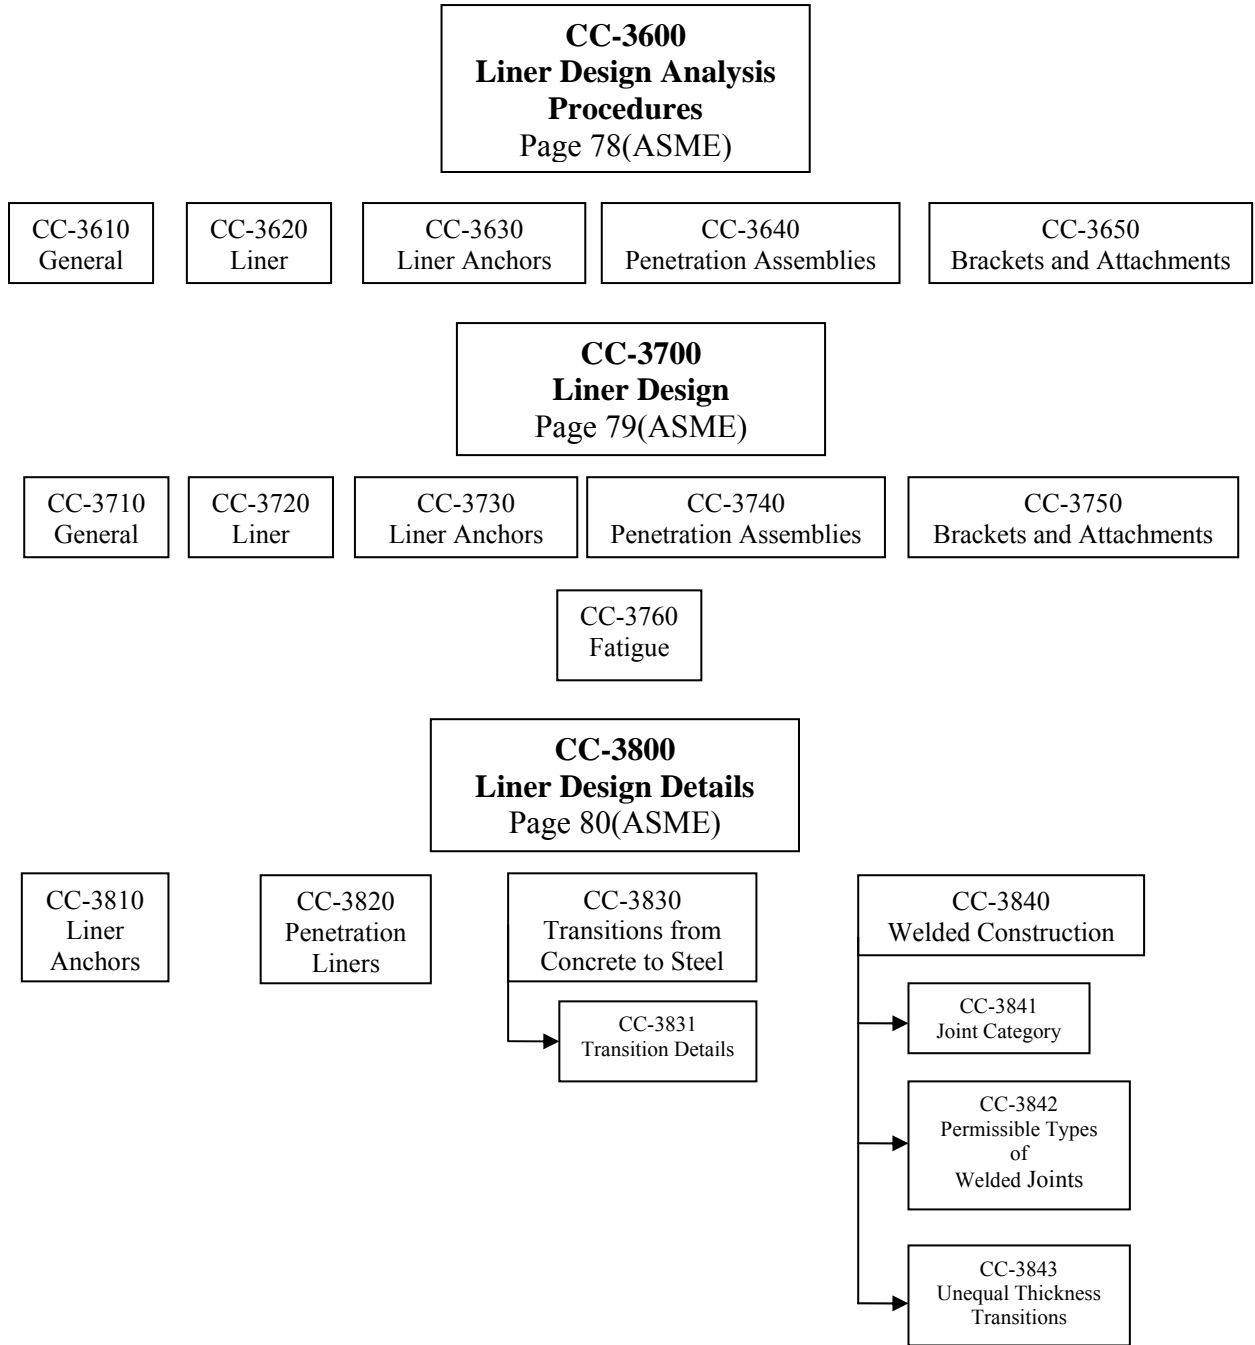 CC-3600
Liner Design Analysis
Procedures
Page 78(ASME)
CC-3610
General
CC-3620
Liner
CC-3630
Liner Anchors
CC-3640
Penetration Assemblies
CC-3650
Brackets and Attachments
CC-3700
Liner Design
Page 79(ASME)
CC-3710
General
CC-3720
Liner
CC-3730
Liner Anchors
CC-3740
Penetration Assemblies
CC-3750
Brackets and Attachments
CC-3760
Fatigue
CC-3800
Liner Design Details
Page 80(ASME)
CC-3810
Liner
Anchors
CC-3820
Penetration
Liners
CC-3830
Transitions from
Concrete to Steel
CC-3831
Transition Details
CC-3840
Welded Construction
CC-3841
Joint Category
CC-3842
Permissible Types
of
Welded Joints
CC-3843
Unequal Thickness
Transitions